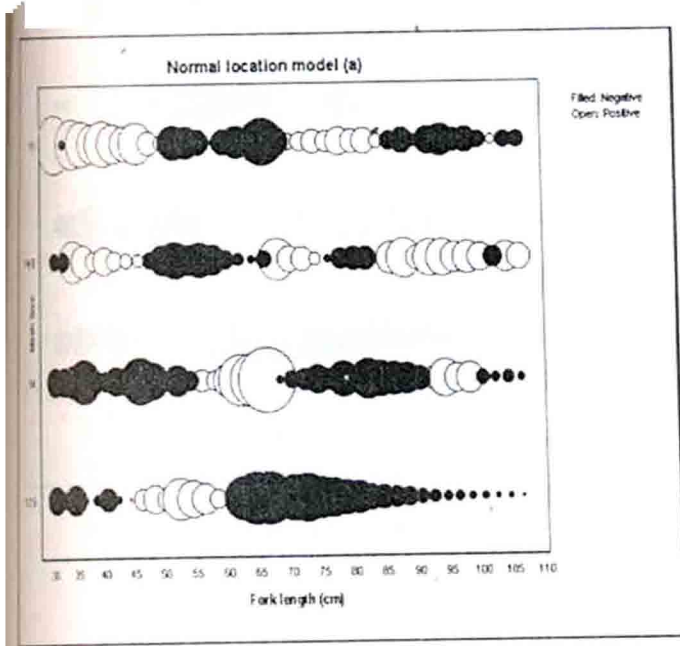 Normal location model (a)
Filled: Negative
Open: Positive
30 35 40 45 50 55 60 65 70 75 80 85 90 95 100 105 110
Fork length (cm)